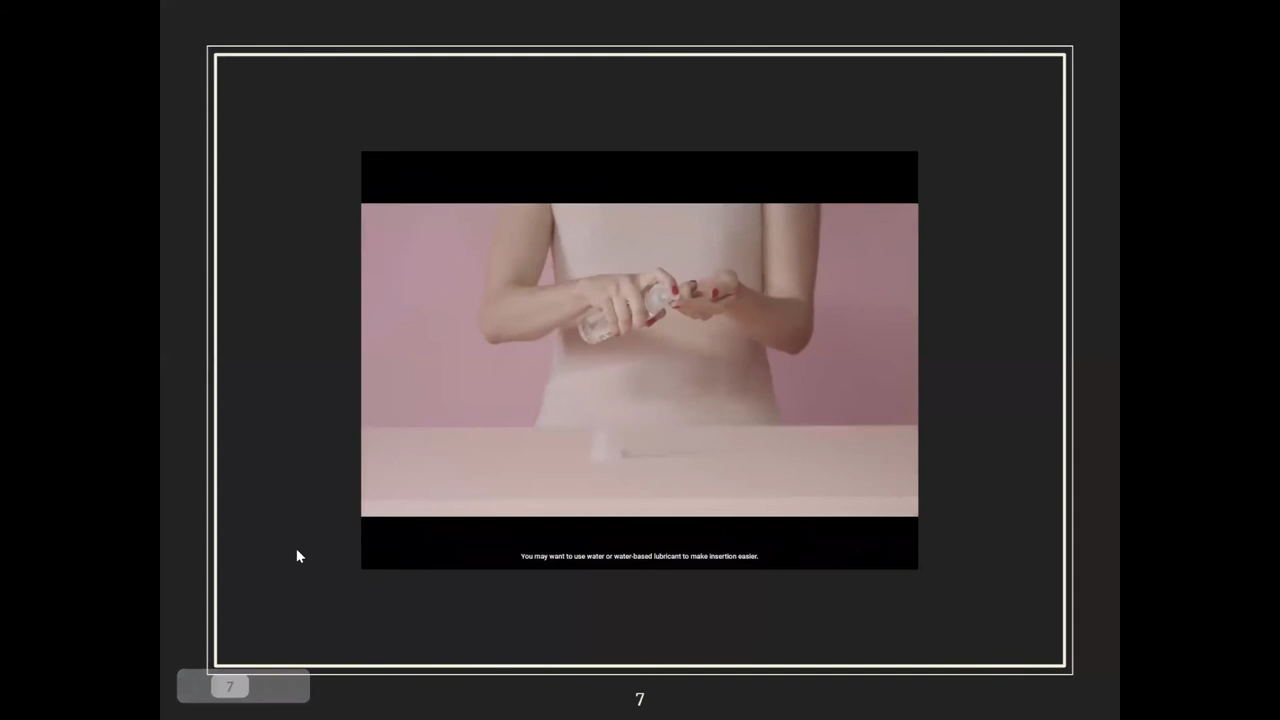 You may want to use water or water-based lubricant to make insertion easier.
7
7